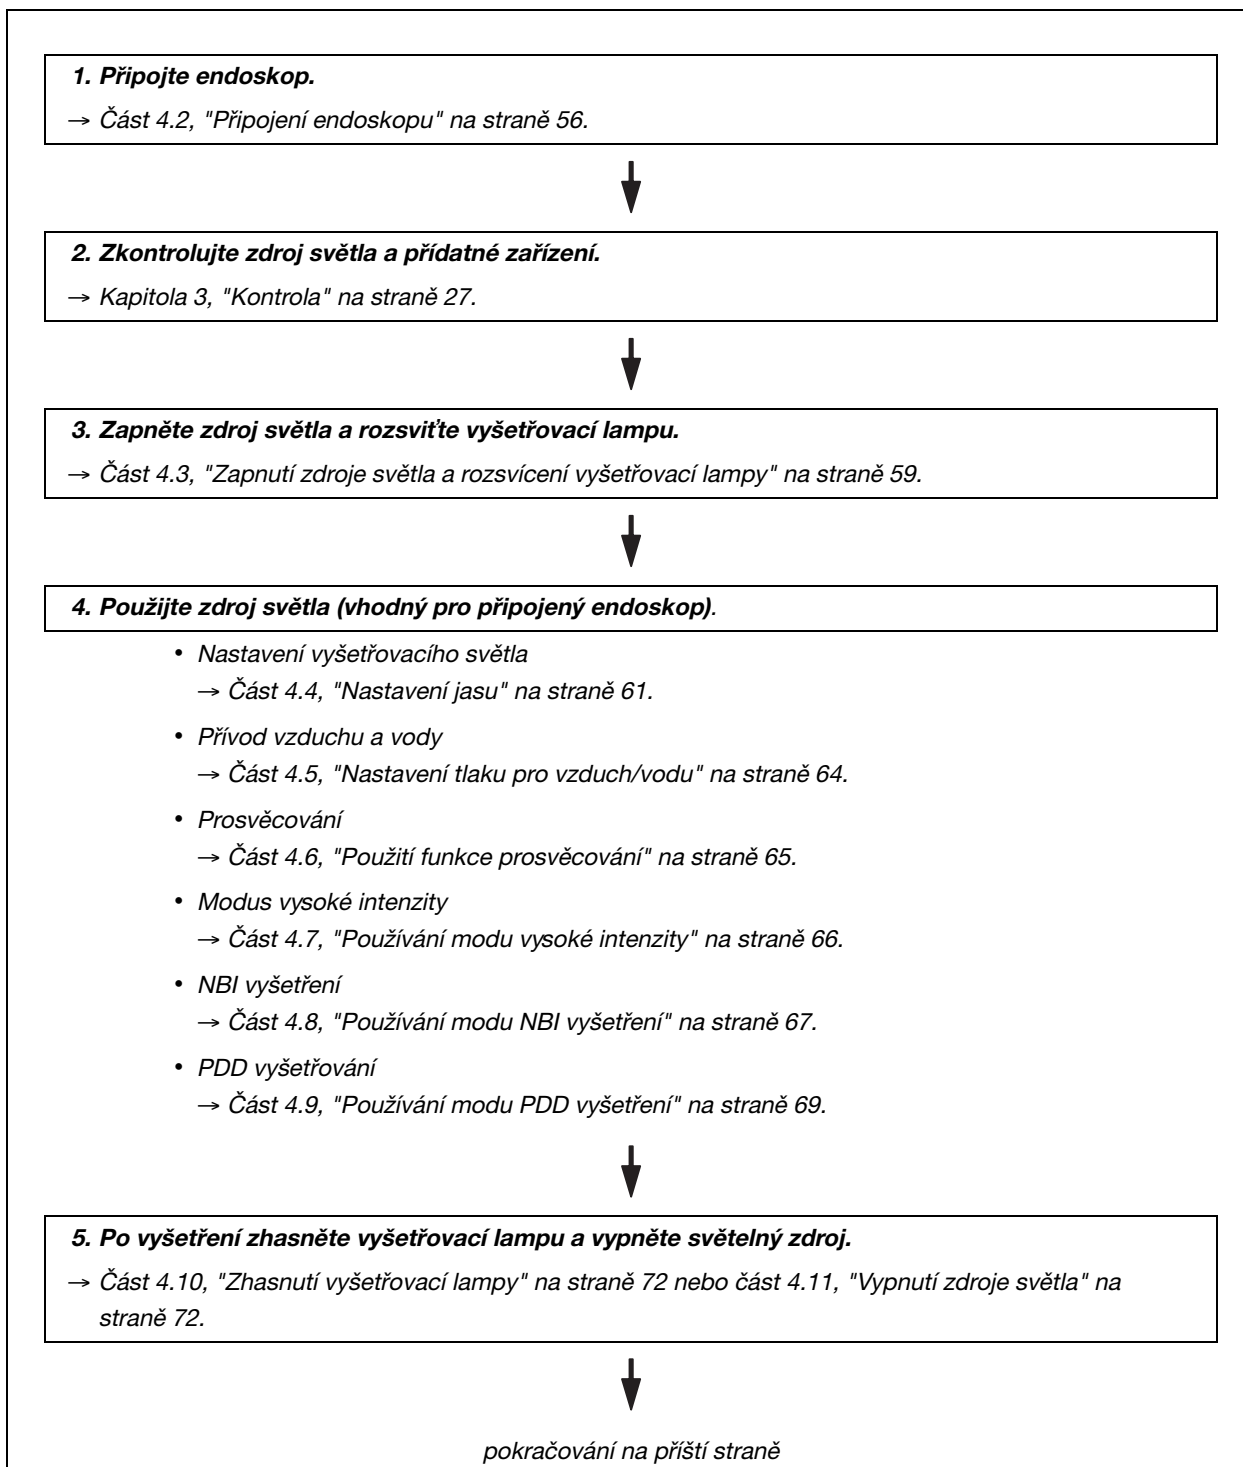 1. Připojte endoskop.
→ Část 4.2, "Připojení endoskopu" na straně 56.
2. Zkontrolujte zdroj světla a přídatné zařízení.
→ Kapitola 3, "Kontrola" na straně 27.
3. Zapněte zdroj světla a rozsviťte vyšetřovací lampu.
→ Část 4.3, "Zapnutí zdroje světla a rozsvícení vyšetřovací lampy" na straně 59.
4. Použijte zdroj světla (vhodný pro připojený endoskop).
• Nastavení vyšetřovacího světla
→ Část 4.4, "Nastavení jasu" na straně 61.
• Přívod vzduchu a vody
→ Část 4.5, "Nastavení tlaku pro vzduch/vodu" na straně 64.
• Prosvěcování
→ Část 4.6, "Použití funkce prosvěcování" na straně 65.
• Modus vysoké intenzity
→ Část 4.7, "Používání modu vysoké intenzity" na straně 66.
• NBI vyšetření
→ Část 4.8, "Používání modu NBI vyšetření" na straně 67.
• PDD vyšetřování
→ Část 4.9, "Používání modu PDD vyšetření" na straně 69.
5. Po vyšetření zhasněte vyšetřovací lampu a vypněte světelný zdroj.
→ Část 4.10, "Zhasnutí vyšetřovací lampy" na straně 72 nebo část 4.11, "Vypnutí zdroje světla" na
straně 72.
pokračování na příští straně